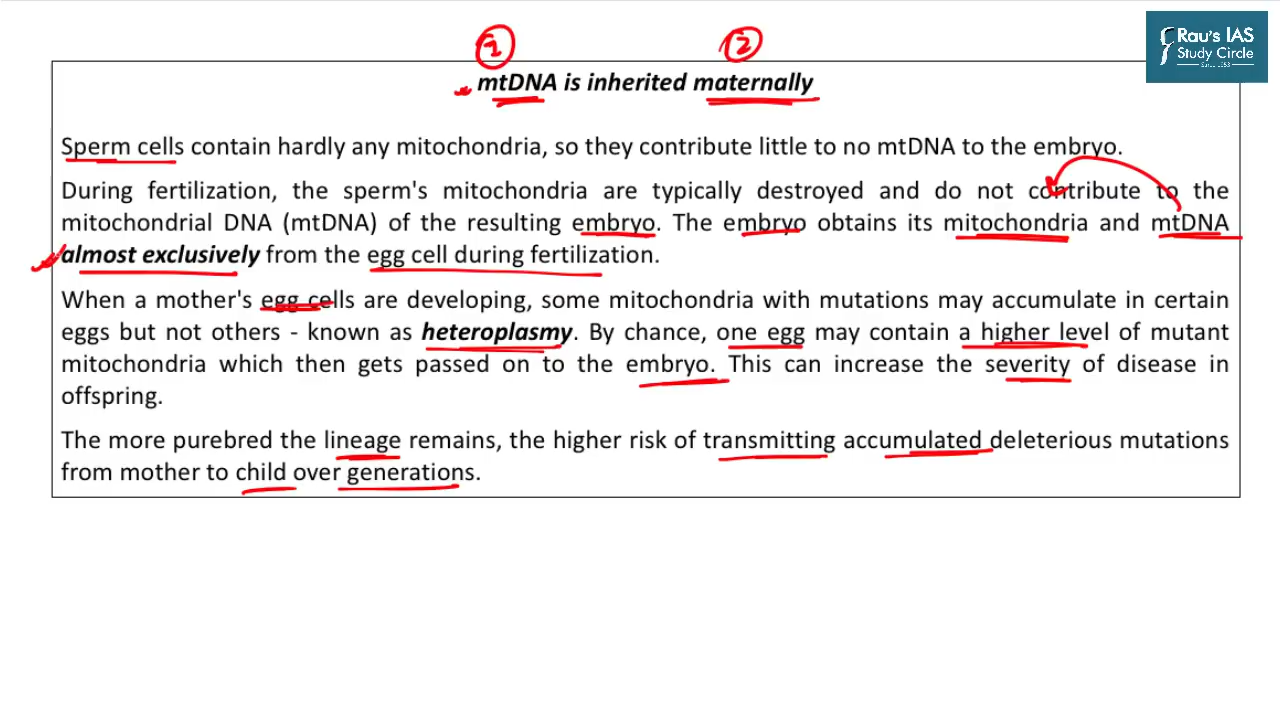 1 2
Rau's IAS
Study Circle
mtDNA is inherited maternally
Sperm cells contain hardly any mitochondria, so they contribute little to no mtDNA to the embryo.
During fertilization, the sperm's mitochondria are typically destroyed and do not contribute to the
mitochondrial DNA (mtDNA) of the resulting embryo. The embryo obtains its mitochondria and mtDNA
almost exclusively from the egg cell during fertilization.
When a mother's egg cells are developing, some mitochondria with mutations may accumulate in certain
eggs but not others - known as heteroplasmy. By chance, one egg may contain a higher level of mutant
mitochondria which then gets passed on to the embryo. This can increase the severity of disease in
offspring.
The more purebred the lineage remains, the higher risk of transmitting accumulated deleterious mutations
from mother to child over generations.